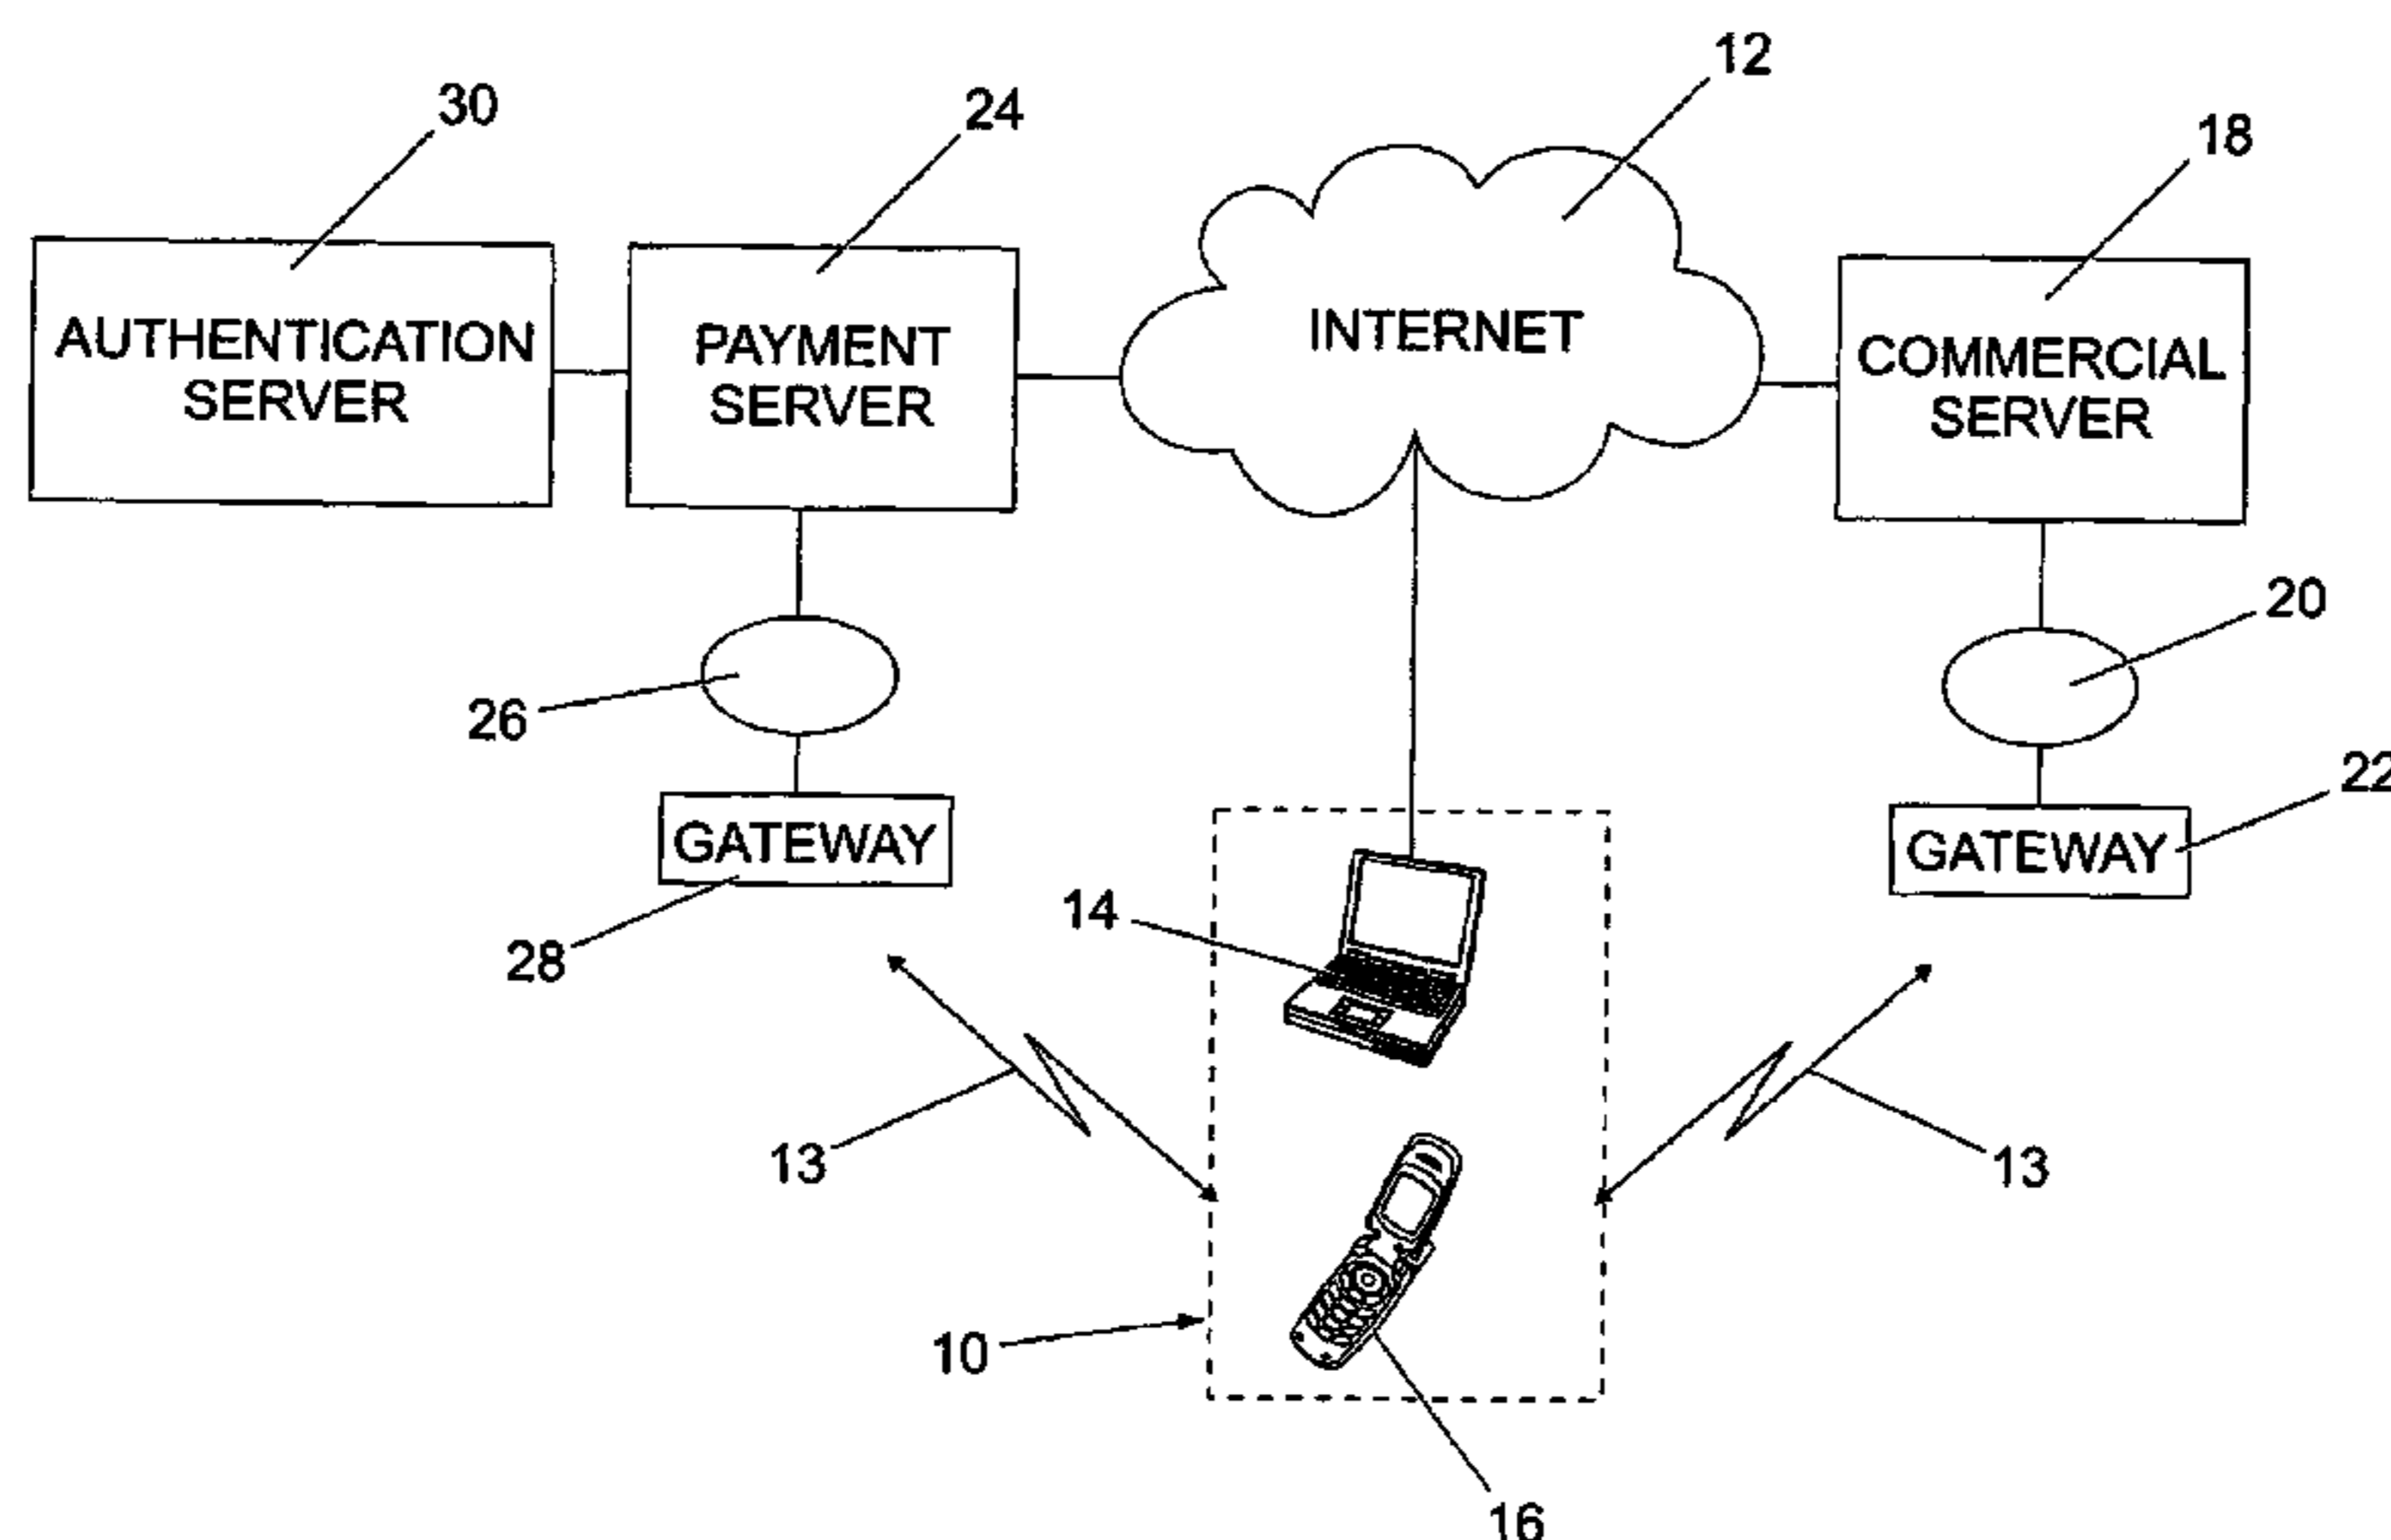 12
30
24
18
AUTHENTICATION
SERVER
PAYMENT
SERVER
INTERNET
COMMERCIAL
SERVER
20
26
22
GATEWAY
GATEWAY
14
28
13
13
10
16